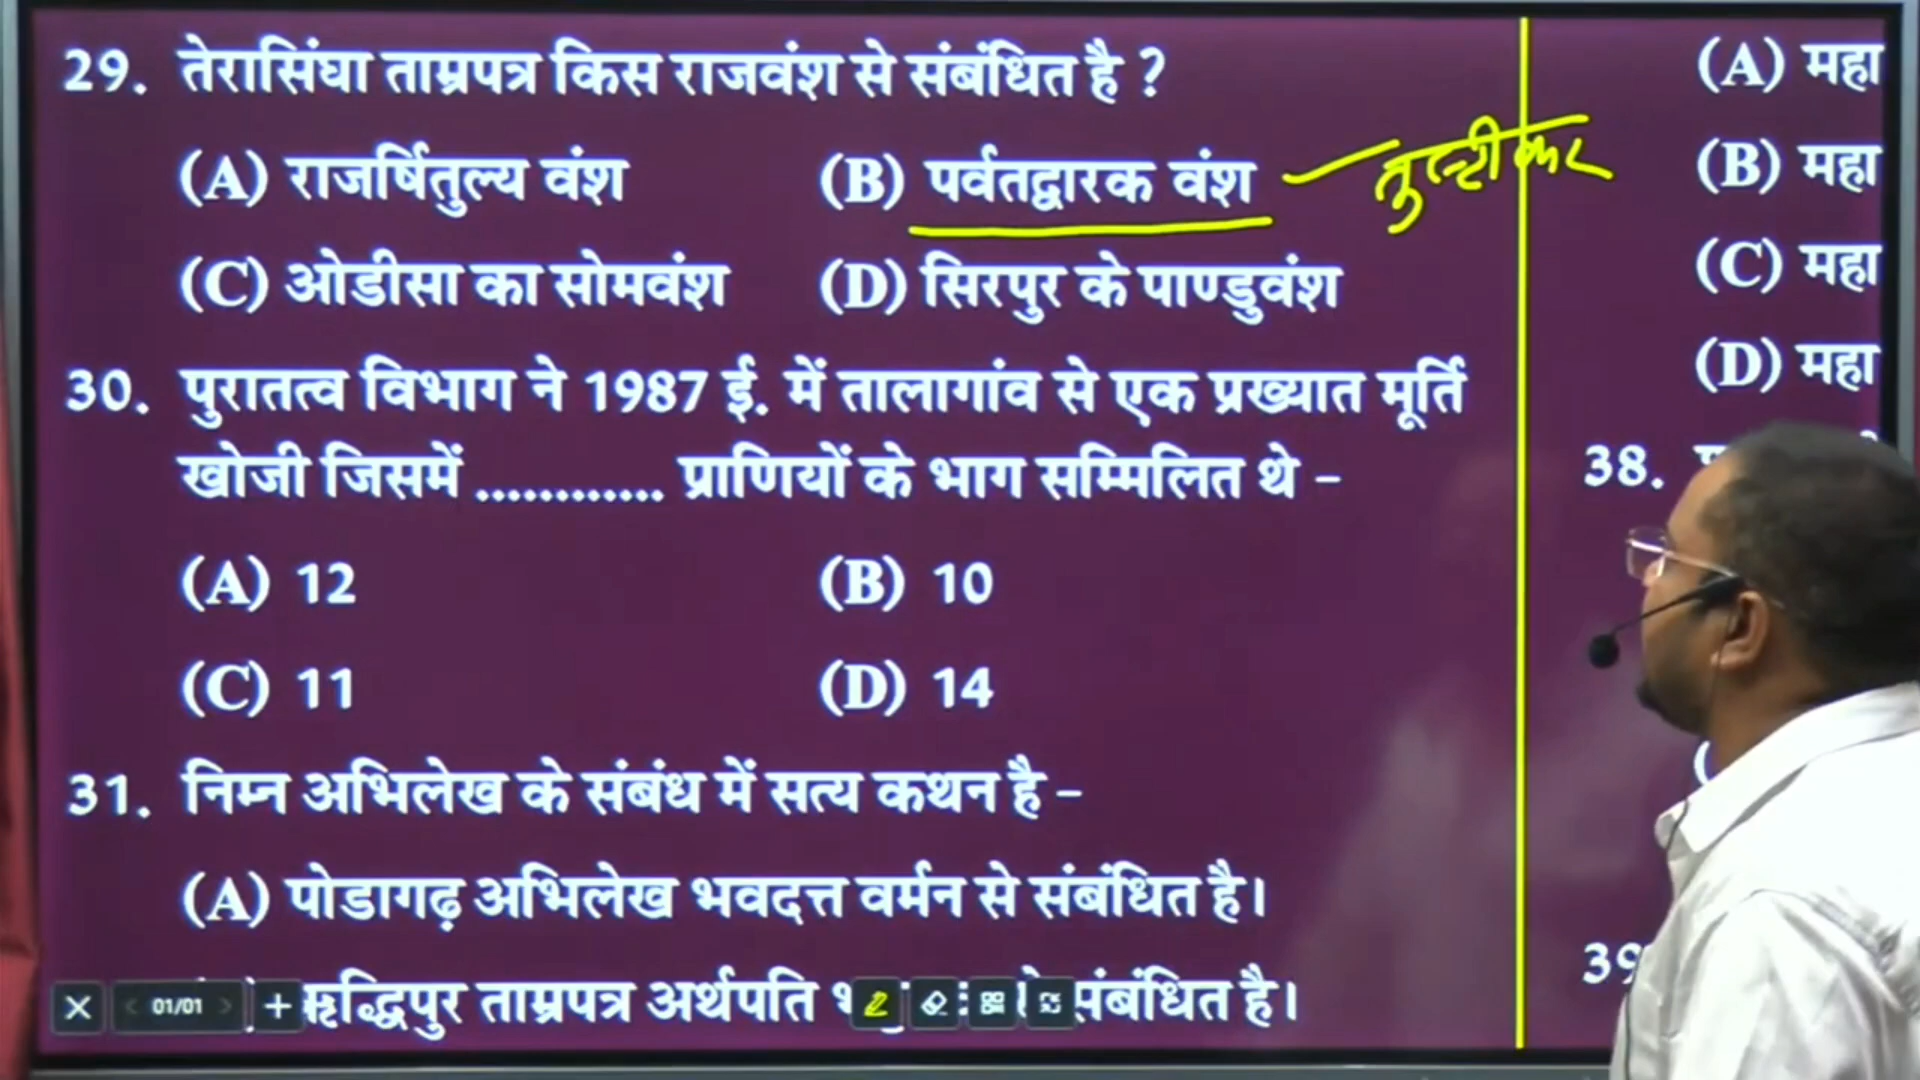 29. तेरासिंघा ताम्रपत्र किस राजवंश से संबंधित है ?
(A) राजर्षितुल्य वंश (B) पर्वतद्वारक वंश
(C) ओडीसा का सोमवंश (D) सिरपुर के पाण्डुवंश
30. पुरातत्व विभाग ने 1987 ई. में तालागांव से एक प्रख्यात मूर्ति
खोजी जिसमें ............ प्राणियों के भाग सम्मिलित थे –
(A) 12 (B) 10
(C) 11 (D) 14
31. निम्न अभिलेख के संबंध में सत्य कथन है –
(A) पोडागढ़ अभिलेख भवदत्त वर्मन से संबंधित है।
ऋद्धिपुर ताम्रपत्र अर्थपति संबंधित है।
01/01
(A) महा
(B) महा
(C) महा
(D) महा
38.
39